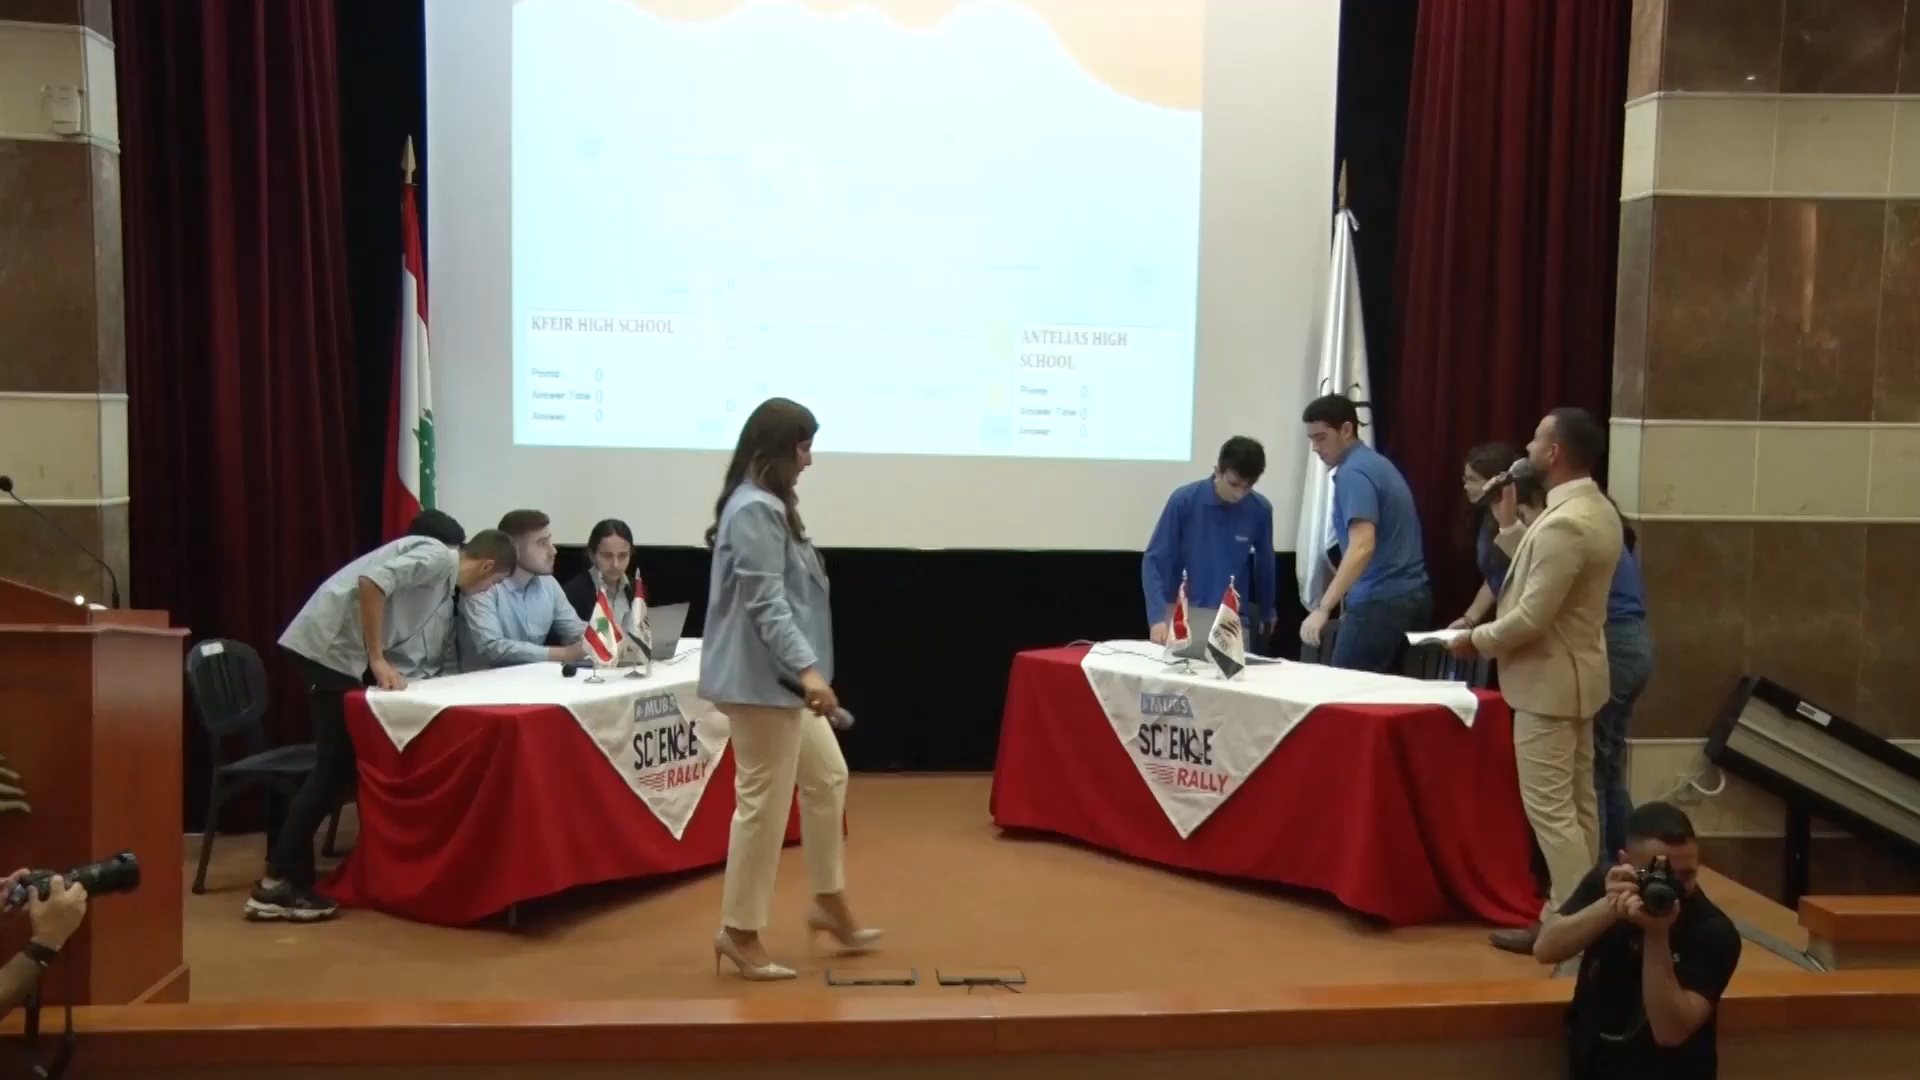 KFEIR HIGH SCHOOL
Points 0
Answer Time 0
Answer 0
ANTELIAS HIGH
SCHOOL
Points 0
Answer Time 0
Answer 0
MUBS
SCIENCE
RALLY
MUBS
SCIENCE
RALLY